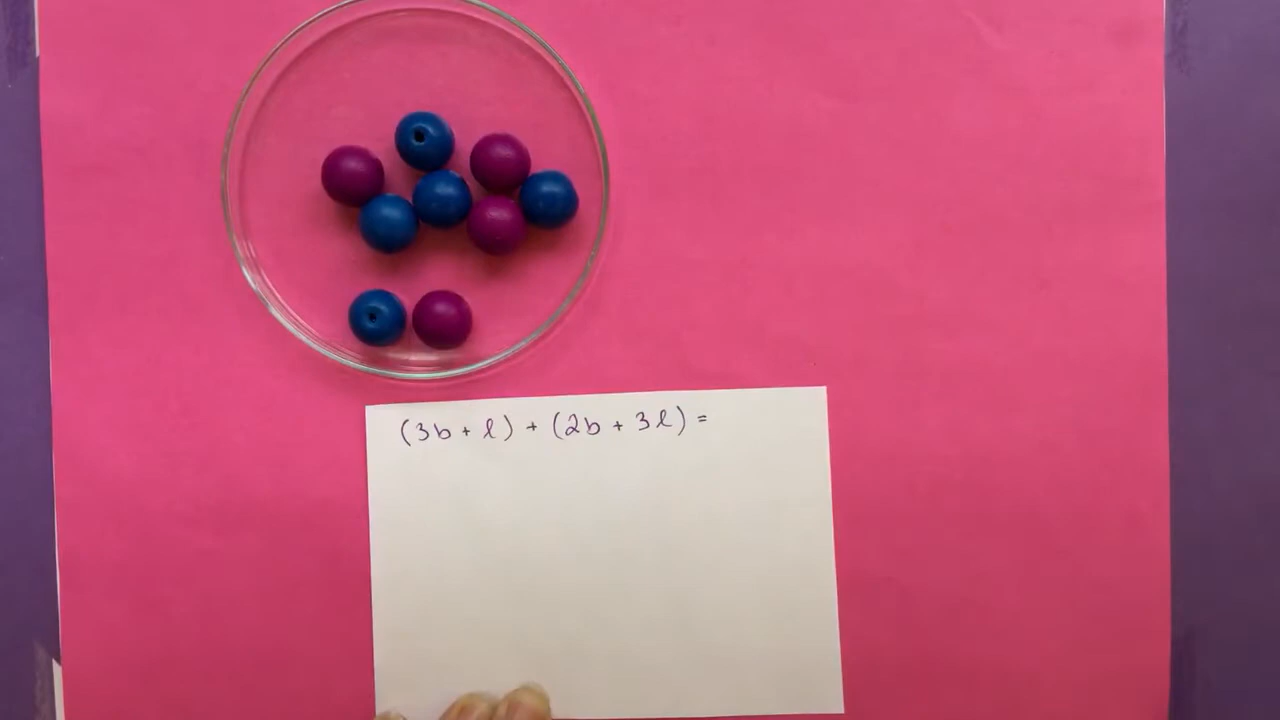 (3b + l) + (2b + 3l) =